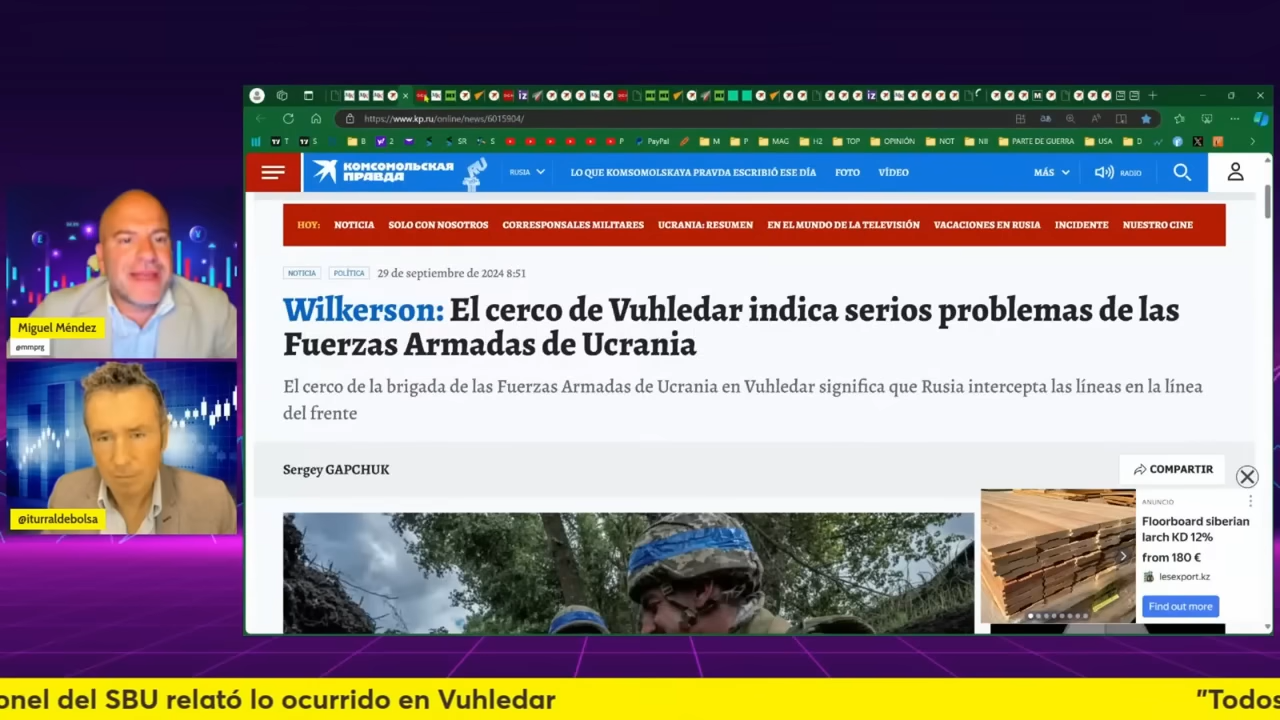 https://www.kp.ru/online/news/6015904/
T
S
B
2
SR
S
P
PayPal
M
P
MAG
H2
TOP
OPINIÓN
NOT
NII
PARTE DE GUERRA
USA
D
КОМСОМОЛЬСКАЯ
ПРАВДА
RU
RUSIA
LO QUE KOMSOMOLSKAYA PRAVDA ESCRIBIÓ ESE DÍA
FOTO
VÍDEO
MÁS
RADIO
HOY:
NOTICIA
SOLO CON NOSOTROS
CORRESPONSALES MILITARES
UCRANIA: RESUMEN
EN EL MUNDO DE LA TELEVISIÓN
VACACIONES EN RUSIA
INCIDENTE
NUESTRO CINE
NOTICIA
POLÍTICA
29 de septiembre de 2024 8:51
Wilkerson: El cerco de Vuhledar indica serios problemas de las
Fuerzas Armadas de Ucrania
El cerco de la brigada de las Fuerzas Armadas de Ucrania en Vuhledar significa que Rusia intercepta las líneas en la línea
del frente
Sergey GAPCHUK
COMPARTIR
ANUNCIO
Floorboard siberian
larch KD 12%
from 180 €
lesexport.kz
Find out more
Miguel Méndez
@mmprg
@iturraldebolsa
onel del SBU relató lo ocurrido en Vuhledar
"Todos